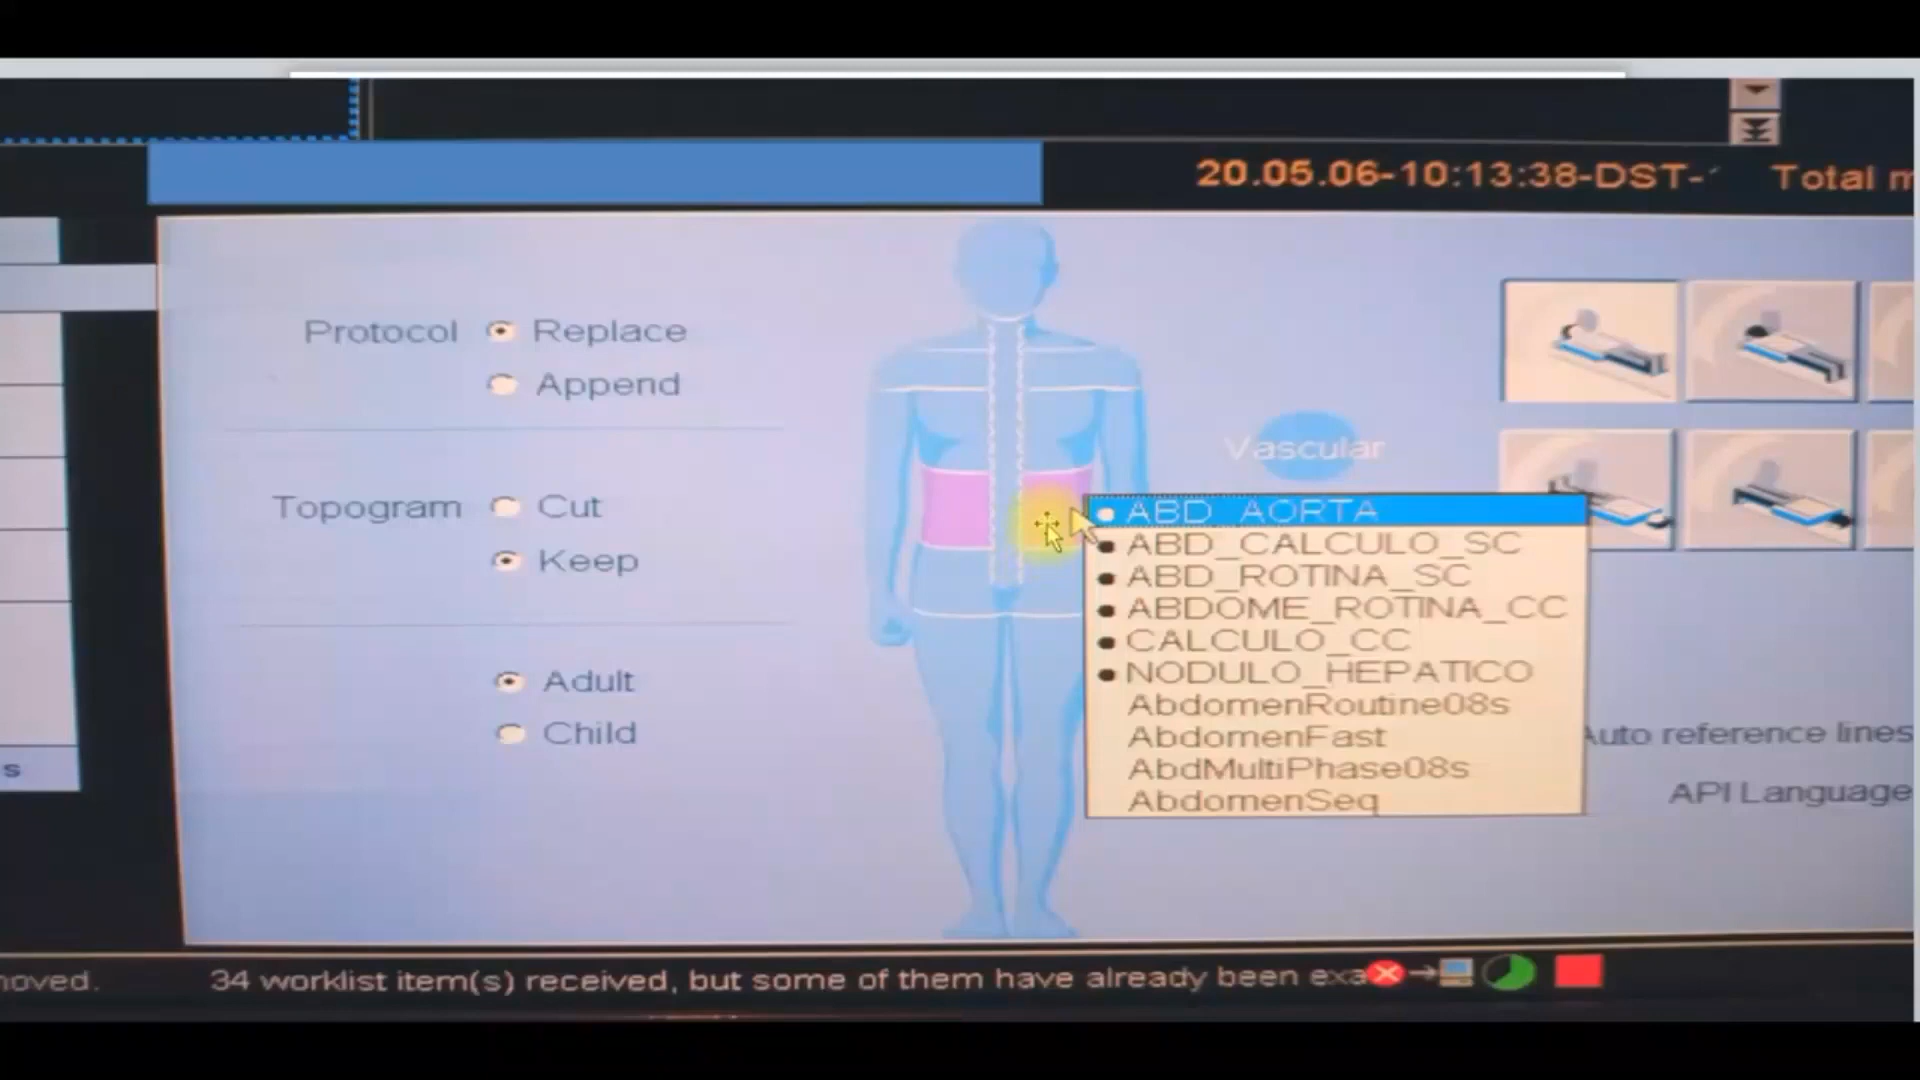 20.05.06-10:13:38-DST-
Total
Protocol Replace
Append
Vascular
Topogram Cut
Keep
Adult
Child
ABD_AORTA
ABD_CALCULO_SC
ABD_ROTINA_SC
ABDOME_ROTINA_CC
CALCULO_CC
NODULO_HEPATICO
AbdomenRoutine08s
AbdomenFast
AbdMultiPhase08s
AbdomenSeq
Auto reference lines
API Language
s
noved. 34 worklist item(s) received, but some of them have already been exa